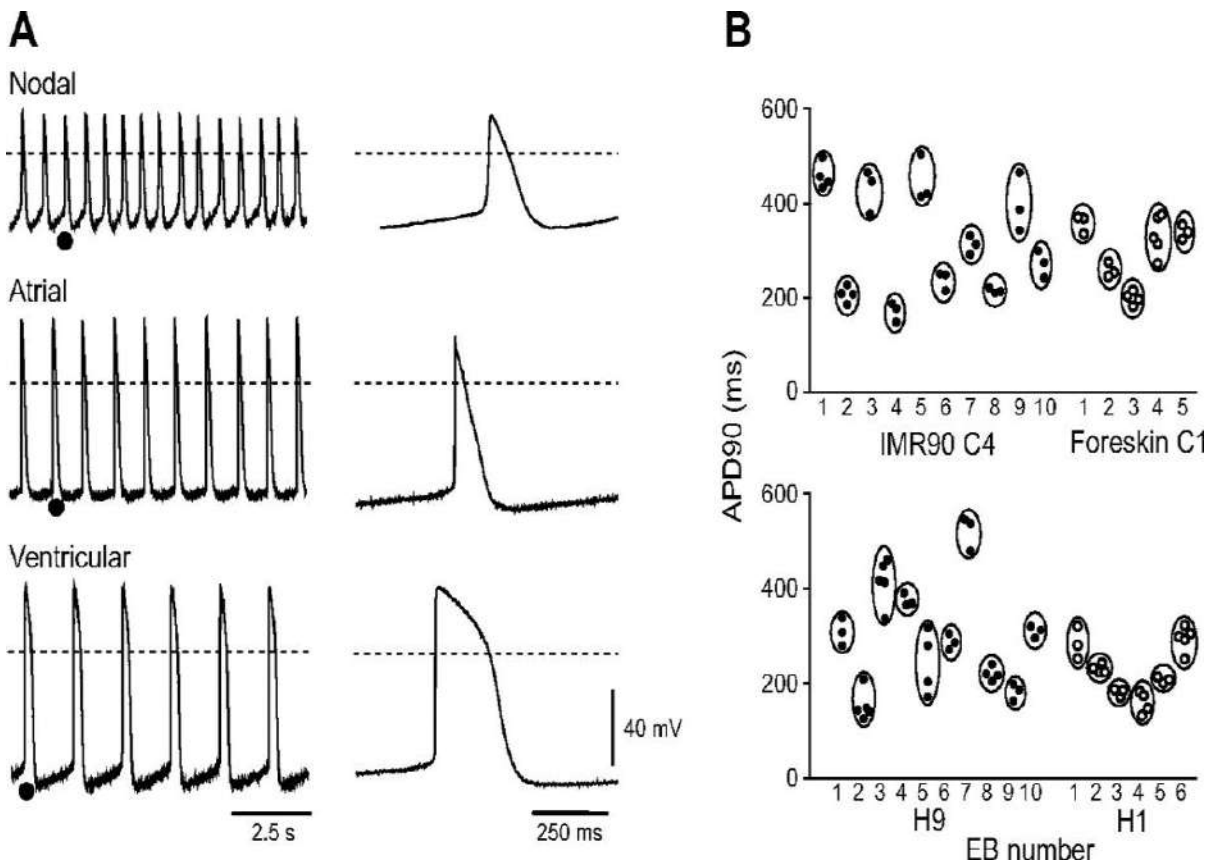 A
Nodal
Atrial
Ventricular
40 mV
2.5 s
250 ms
B
APD90 (ms)
600
400
200
0
1 2 3 4 5 6 7 8 9 10 1 2 3 4 5
IMR90 C4 Foreskin C1
600
400
200
0
1 2 3 4 5 6 7 8 9 10 1 2 3 4 5 6
H9 H1
EB number